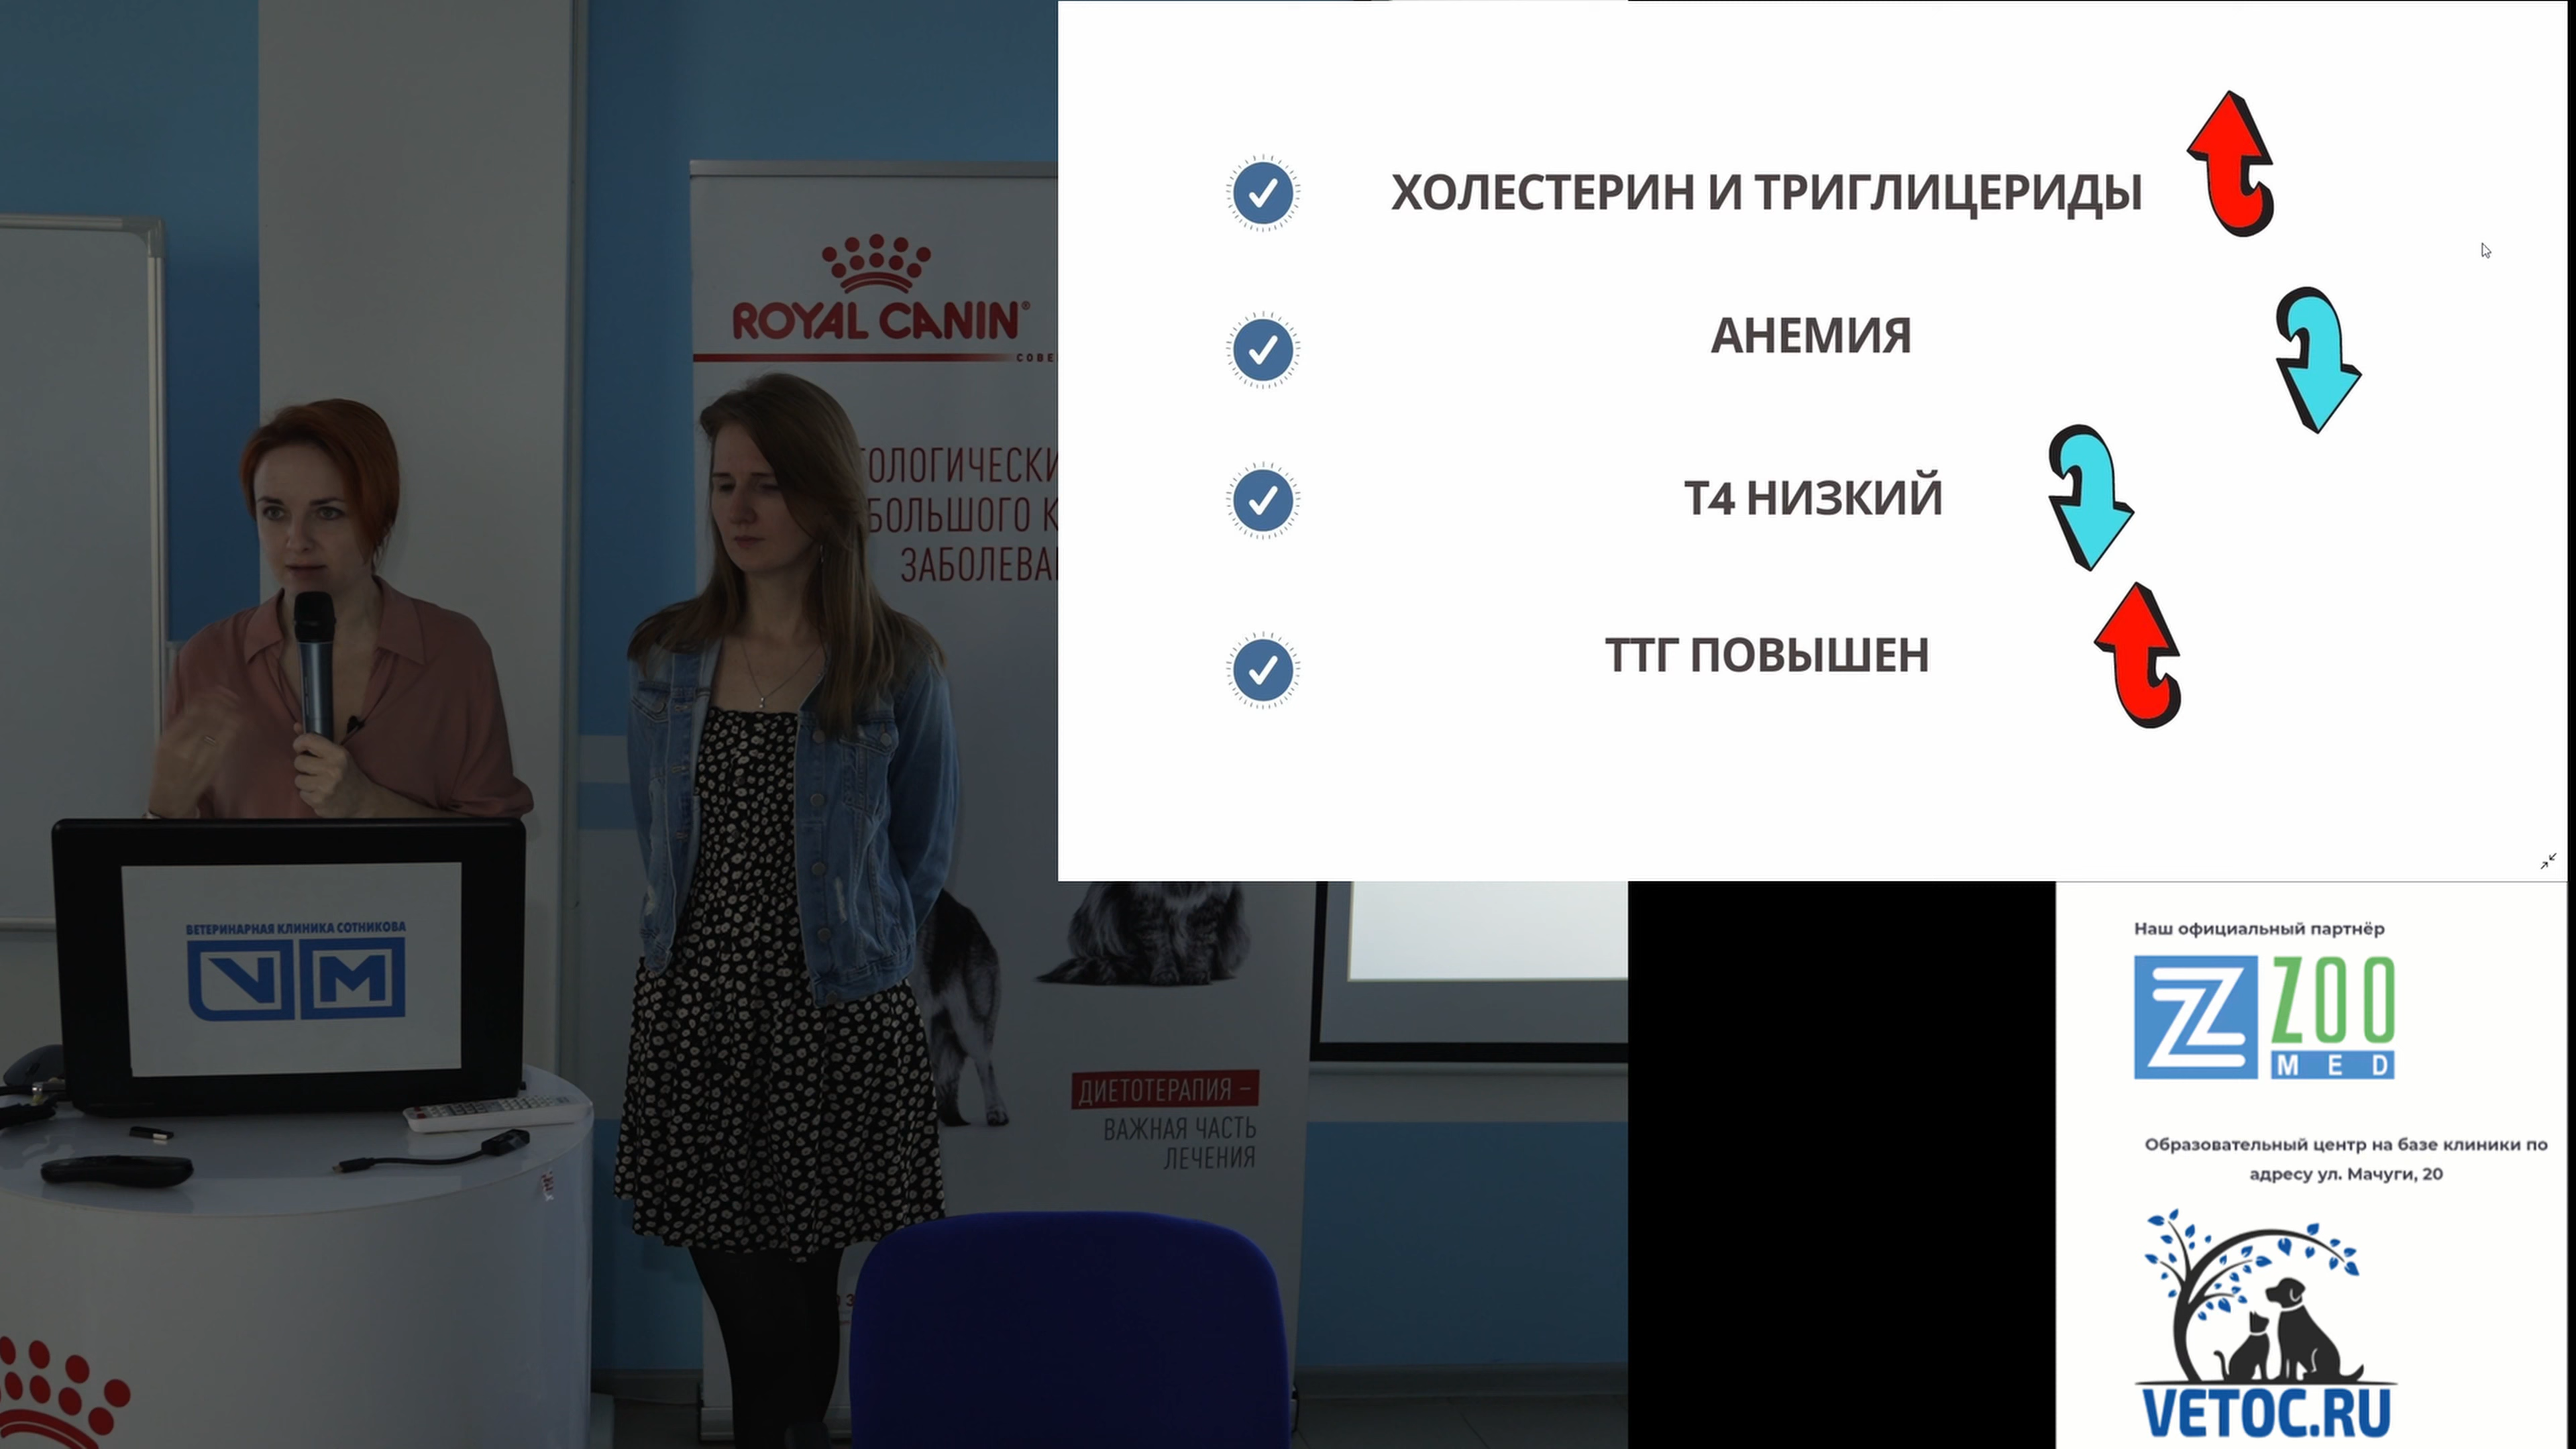 ХОЛЕСТЕРИН И ТРИГЛИЦЕРИДЫ
АНЕМИЯ
Т4 НИЗКИЙ
ТТГ ПОВЫШЕН
ROYAL CANIN®
БОЛЬШОГО
ДИЕТОТЕРАПИЯ –
ВАЖНАЯ ЧАСТЬ
ЛЕЧЕНИЯ
ВЕТЕРИНАРНАЯ КЛИНИКА СОТНИКОВА
VM
Наш официальный партнёр
Z ZOO
MED
Образовательный центр на базе клиники по
адресу ул. Мачуги, 20
VETOC.RU